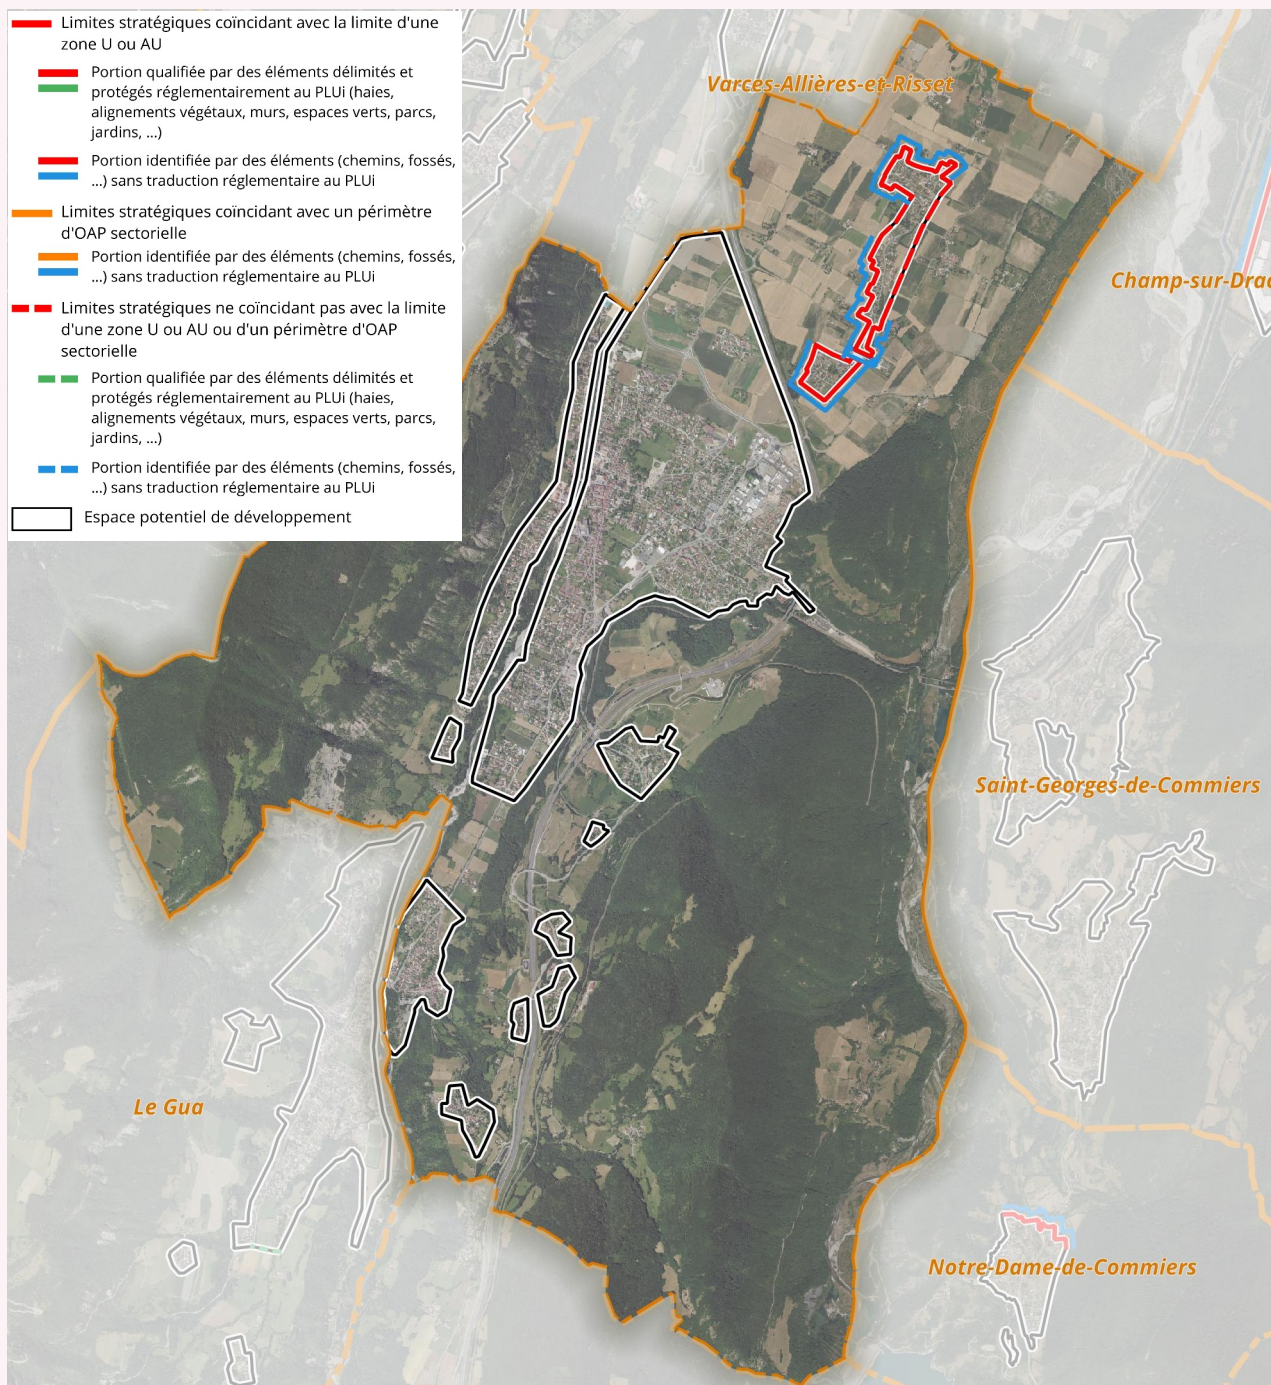 Limites stratégiques coïncidant avec la limite d'une
zone U ou AU
Portion qualifiée par des éléments délimités et
protégés réglementairement au PLUi (haies,
alignements végétaux, murs, espaces verts, parcs,
jardins, ...)
Portion identifiée par des éléments (chemins, fossés,
...) sans traduction réglementaire au PLUi
Limites stratégiques coïncidant avec un périmètre
d'OAP sectorielle
Portion identifiée par des éléments (chemins, fossés,
...) sans traduction réglementaire au PLUi
Limites stratégiques ne coïncidant pas avec la limite
d'une zone U ou AU ou d'un périmètre d'OAP
sectorielle
Portion qualifiée par des éléments délimités et
protégés réglementairement au PLUi (haies,
alignements végétaux, murs, espaces verts, parcs,
jardins, ...)
Portion identifiée par des éléments (chemins, fossés,
...) sans traduction réglementaire au PLUi
Espace potentiel de développement
Varces-Allières-et-Risset
Champ-sur-Drac
Saint-Georges-de-Commiers
Le Gua
Notre-Dame-de-Commiers